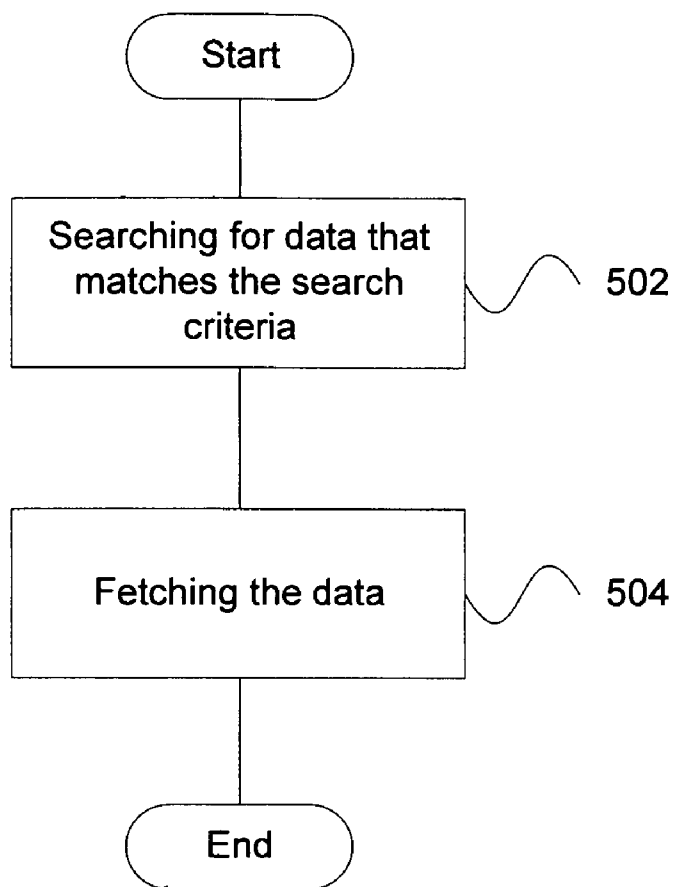 Start
Searching for data that
matches the search
criteria
502
Fetching the data
504
End